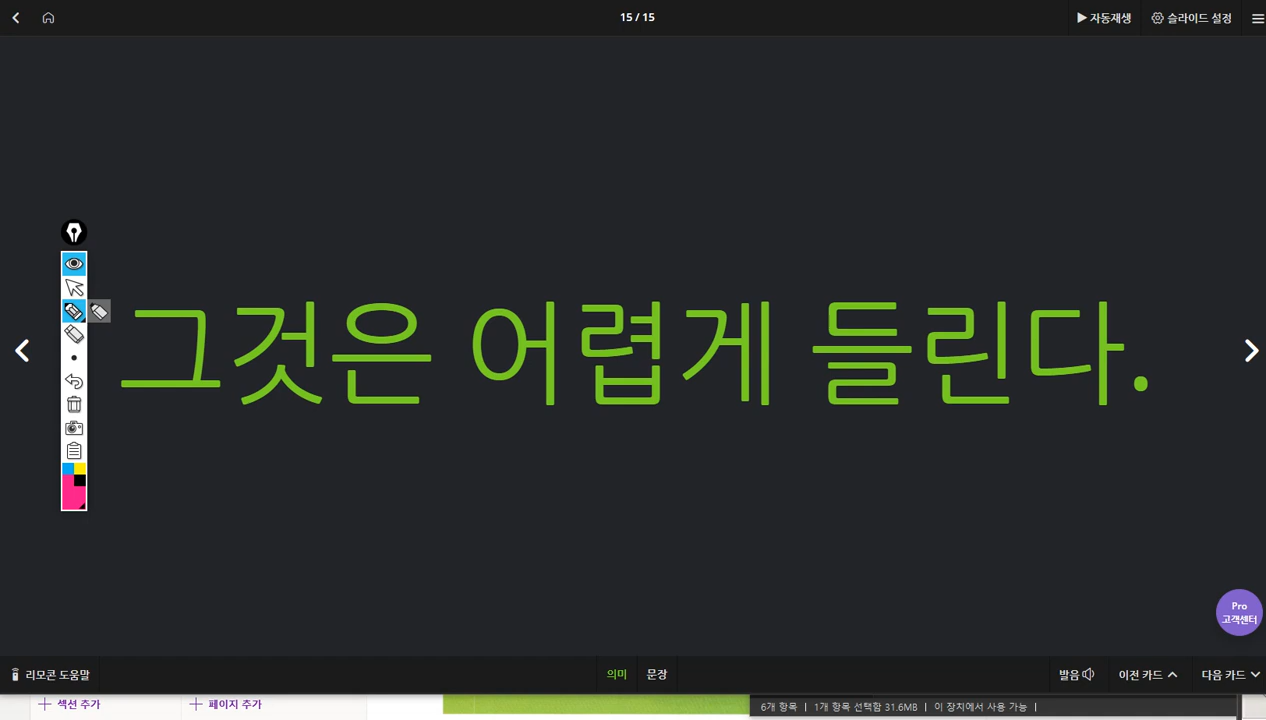 15 / 15
자동재생
슬라이드 설정
그것은 어렵게 들린다.
Pro
고객센터
리모콘 도움말
의미
문장
발음
이전 카드
다음 카드
섹션 추가
페이지 추가
6개 항목 | 1개 항목 선택함 31.6MB | 이 장치에서 사용 가능 |